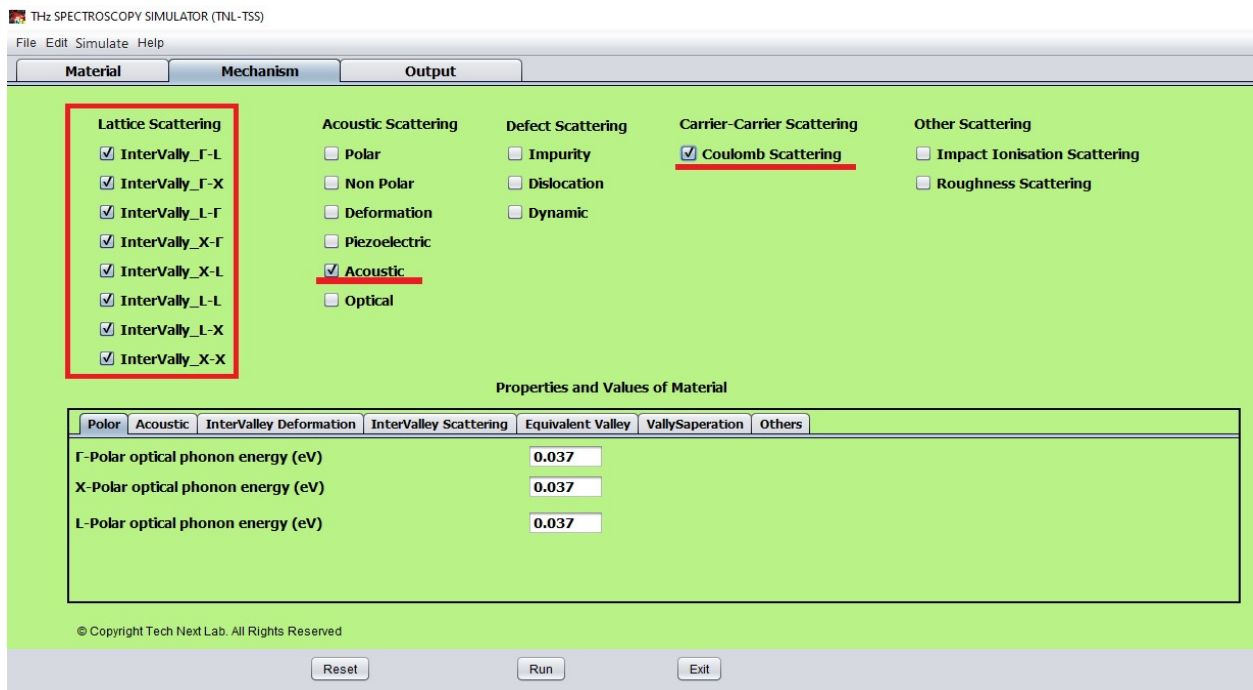 THz SPECTROSCOPY SIMULATOR (TNL-TSS)
File Edit Simulate Help
Material Mechanism Output
Lattice Scattering
InterVally_Γ-L
InterVally_Γ-X
InterVally_L-Γ
InterVally_X-Γ
InterVally_X-L
InterVally_L-L
InterVally_L-X
InterVally_X-X
Acoustic Scattering
Polar
Non Polar
Deformation
Piezoelectric
Acoustic
Optical
Defect Scattering
Impurity
Dislocation
Dynamic
Carrier-Carrier Scattering
Coulomb Scattering
Other Scattering
Impact Ionisation Scattering
Roughness Scattering
Properties and Values of Material
Polor Acoustic InterValley Deformation InterValley Scattering Equivalent Valley VallySaperation Others
Γ-Polar optical phonon energy (eV) 0.037
X-Polar optical phonon energy (eV) 0.037
L-Polar optical phonon energy (eV) 0.037
© Copyright Tech Next Lab. All Rights Reserved
Reset Run Exit